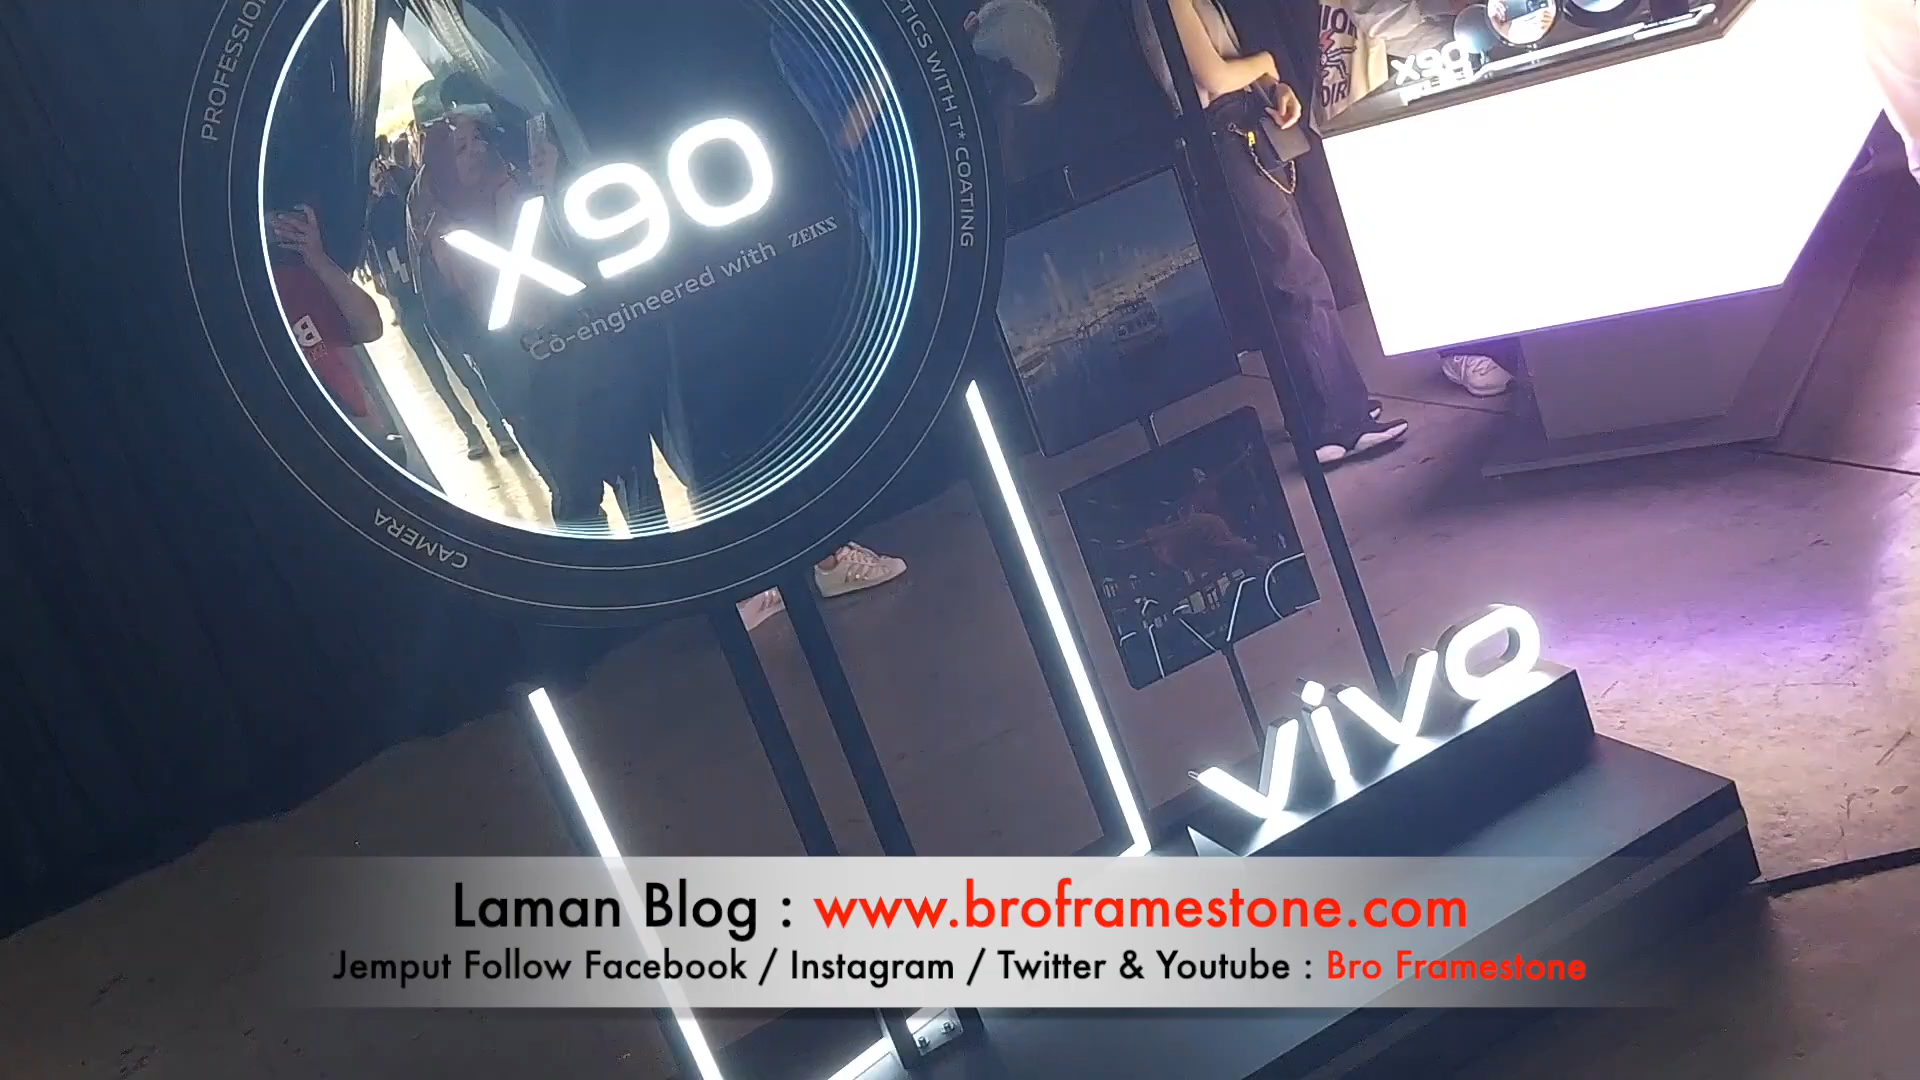 PROFESSION
TICS WITH T* COATING
X90
Co-engineered with ZEISS
CAMERA
X90
vivo
Laman Blog : www.broframestone.com
Jemput Follow Facebook / Instagram / Twitter & Youtube : Bro Framestone